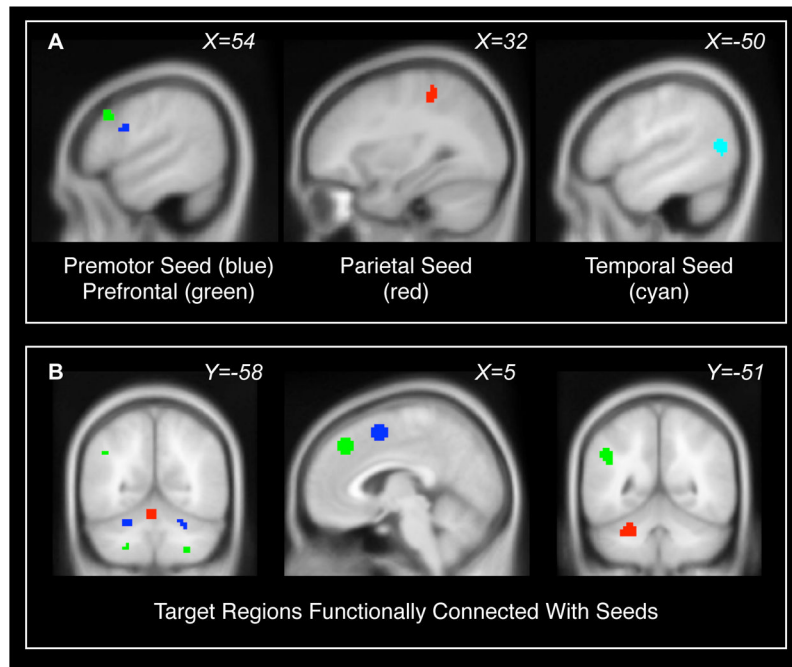 A
X=54
X=32
X=-50
Premotor Seed (blue)
Prefrontal (green)
Parietal Seed
(red)
Temporal Seed
(cyan)
B
Y=-58
X=5
Y=-51
Target Regions Functionally Connected With Seeds